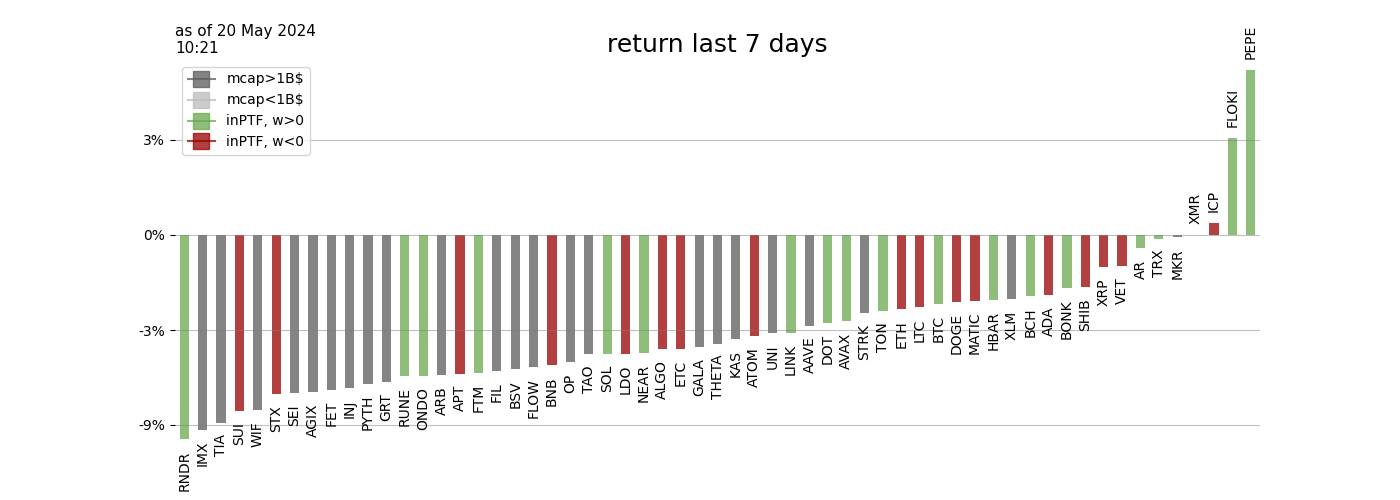 as of 20 May 2024
10:21
return last 7 days
mcap>1B$
mcap<1B$
inPTF, w>0
inPTF, w<0
3%
0%
-3%
-9%
RNDR
IMX
TIA
SUI
WIF
STX
SEI
AGIX
FET
INJ
PYTH
GRT
RUNE
ONDO
ARB
APT
FTM
FIL
BSV
FLOW
BNB
OP
TAO
SOL
LDO
NEAR
ALGO
ETC
GALA
THETA
KAS
ATOM
UNI
LINK
AAVE
DOT
AVAX
STRK
TON
ETH
LTC
BTC
DOGE
MATIC
HBAR
XLM
BCH
ADA
BONK
SHIB
XRP
VET
AR
TRX
MKR
XMR
ICP
FLOKI
PEPE